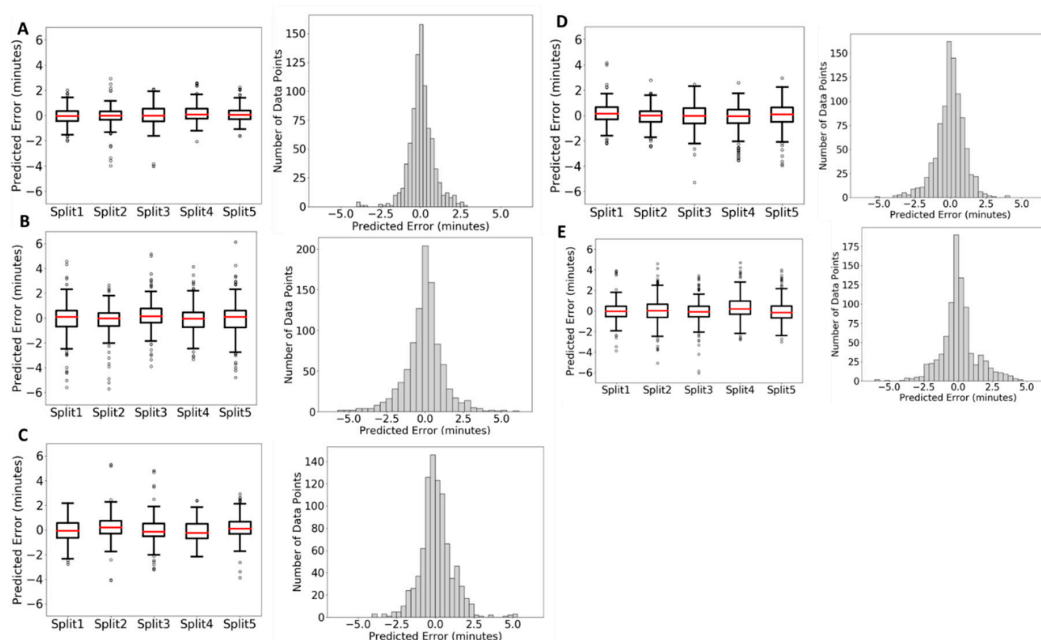 A
Predicted Error (minutes)
6
4
2
0
−2
−4
−6
Split1 Split2 Split3 Split4 Split5
Number of Data Points
150
125
100
75
50
25
0
−5.0 −2.5 0.0 2.5 5.0
Predicted Error (minutes)
B
Predicted Error (minutes)
6
4
2
0
−2
−4
−6
Split1 Split2 Split3 Split4 Split5
Number of Data Points
200
150
100
50
0
−5.0 −2.5 0.0 2.5 5.0
Predicted Error (minutes)
C
Predicted Error (minutes)
6
4
2
0
−2
−4
−6
Split1 Split2 Split3 Split4 Split5
Number of Data Points
140
120
100
80
60
40
20
0
−5.0 −2.5 0.0 2.5 5.0
Predicted Error (minutes)
D
Predicted Error (minutes)
6
4
2
0
−2
−4
−6
Split1 Split2 Split3 Split4 Split5
Number of Data Points
150
125
100
75
50
25
0
−5.0 −2.5 0.0 2.5 5.0
Predicted Error (minutes)
E
Predicted Error (minutes)
6
4
2
0
−2
−4
−6
Split1 Split2 Split3 Split4 Split5
Number of Data Points
175
150
125
100
75
50
25
0
−5.0 −2.5 0.0 2.5 5.0
Predicted Error (minutes)